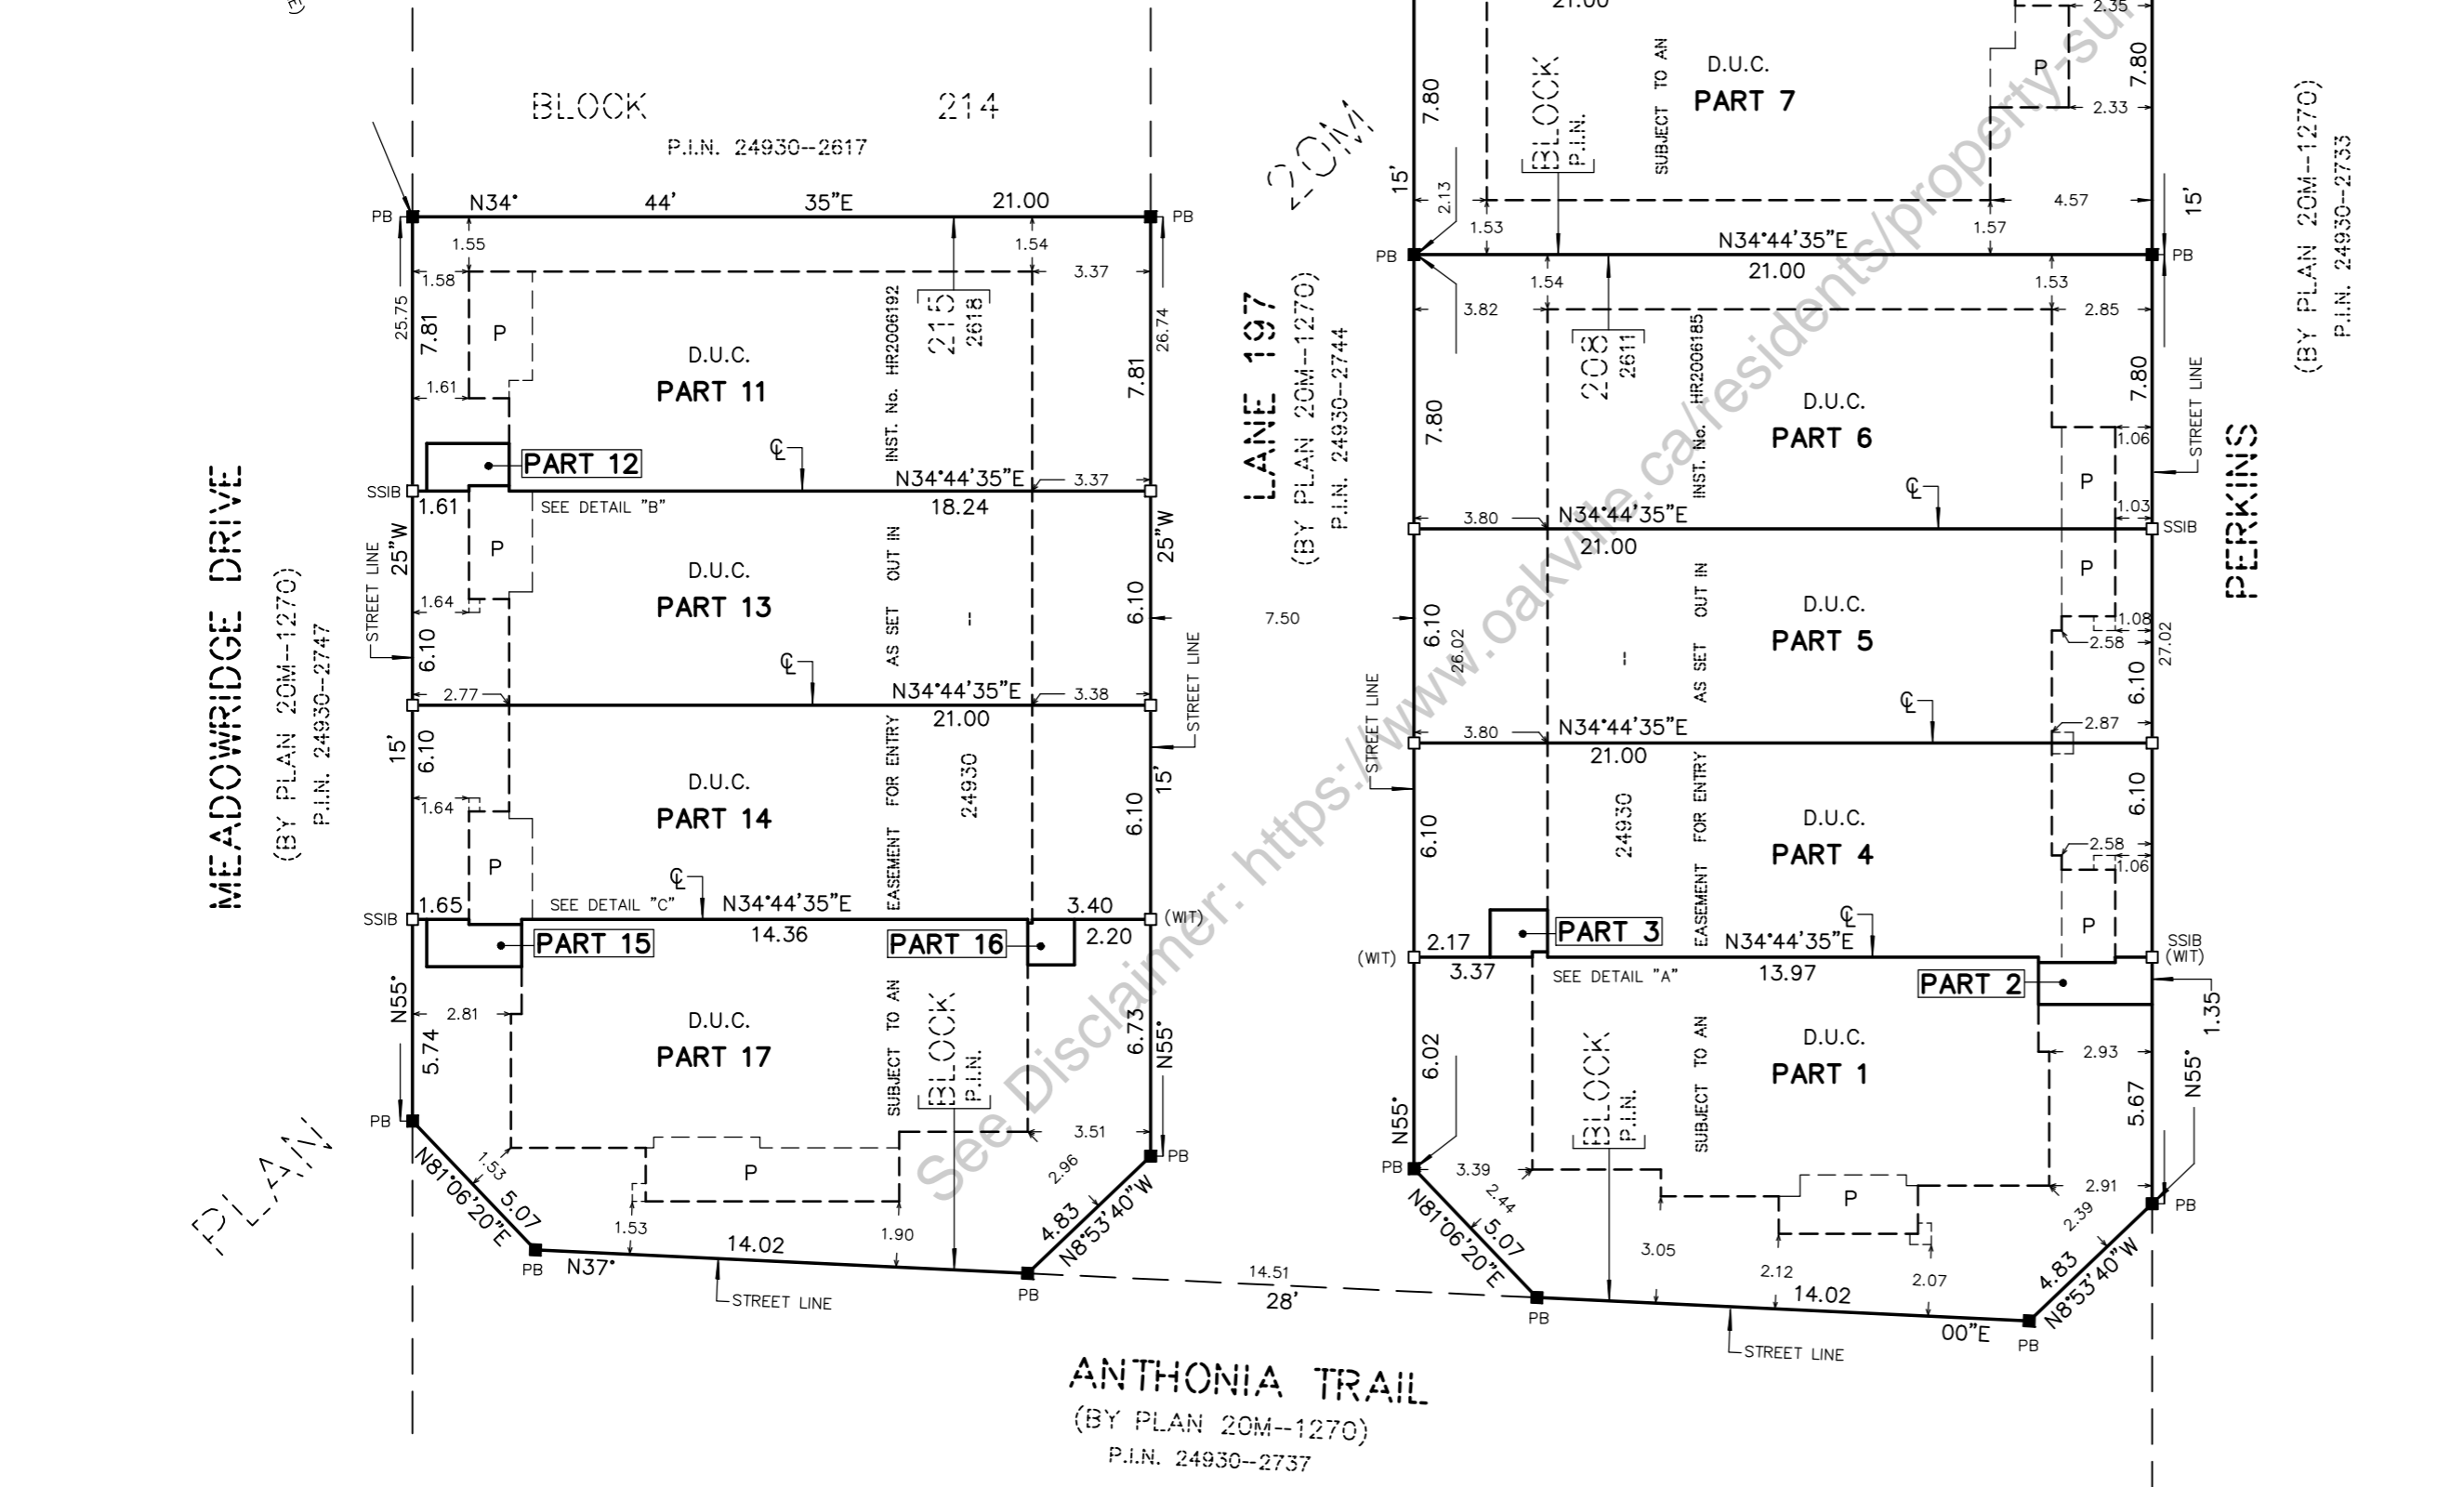 BLOCK 214
P.I.N. 24930--2617
N34° 44' 35"E 21.00
PB
PB
1.55
1.54
1.58
3.37
25.75
7.81
P
D.U.C.
PART 11
INST. No. HR2006192
215
2618
26.74
7.81
1.61
PART 12
℄
N34°44'35"E
3.37
SSIB
1.61
SEE DETAIL "B"
18.24
25"W
25"W
P
D.U.C.
PART 13
AS SET OUT IN
--
1.64
STREET LINE
6.10
6.10
℄
2.77
N34°44'35"E
3.38
21.00
STREET LINE
15'
6.10
D.U.C.
PART 14
EASEMENT FOR ENTRY
24930
15'
6.10
1.64
P
℄
1.65
SEE DETAIL "C"
N34°44'35"E
3.40
SSIB
(WIT)
14.36
2.20
PART 15
PART 16
N55°
2.81
D.U.C.
PART 17
SUBJECT TO AN
BLOCK
P.I.N.
6.73
N55°
5.74
PB
3.51
PB
1.53
P
2.96
N81°06'20"E
5.07
1.53
1.90
4.83
N8°53'40"W
14.02
PB
N37°
PB
STREET LINE
MEADOWRIDGE DRIVE
(BY PLAN 20M--1270)
P.I.N. 24930--2747
PLAN
20M
LANE 197
(BY PLAN 20M--1270)
P.I.N. 24930--2744
7.50
21.00
2.35
7.80
BLOCK
P.I.N.
SUBJECT TO AN
D.U.C.
PART 7
P
7.80
2.33
15'
2.13
4.57
15'
1.53
1.57
N34°44'35"E
PB
PB
21.00
1.54
1.53
3.82
2.85
208
2611
INST. No. HR2006185
7.80
D.U.C.
PART 6
7.80
STREET LINE
1.06
P
℄
1.03
3.80
N34°44'35"E
SSIB
21.00
P
D.U.C.
PART 5
AS SET OUT IN
--
6.10
26.02
1.08
2.58
27.02
6.10
STREET LINE
℄
2.87
3.80
N34°44'35"E
21.00
6.10
24930
EASEMENT FOR ENTRY
D.U.C.
PART 4
6.10
2.58
1.06
P
℄
PART 3
2.17
N34°44'35"E
SSIB
(WIT)
(WIT)
3.37
SEE DETAIL "A"
13.97
PART 2
1.35
6.02
BLOCK
P.I.N.
SUBJECT TO AN
D.U.C.
PART 1
2.93
N55°
5.67
N55°
PB
3.39
2.44
P
2.91
PB
2.39
N81°06'20"E
5.07
3.05
2.12
2.07
4.83
N8°53'40"W
14.51
28'
14.02
PB
00"E
PB
STREET LINE
PERKINS
(BY PLAN 20M--1270)
P.I.N. 24930--2733
ANTHONIA TRAIL
(BY PLAN 20M--1270)
P.I.N. 24930--2737
See Disclaimer: https://www.oakville.ca/residents/property-sur